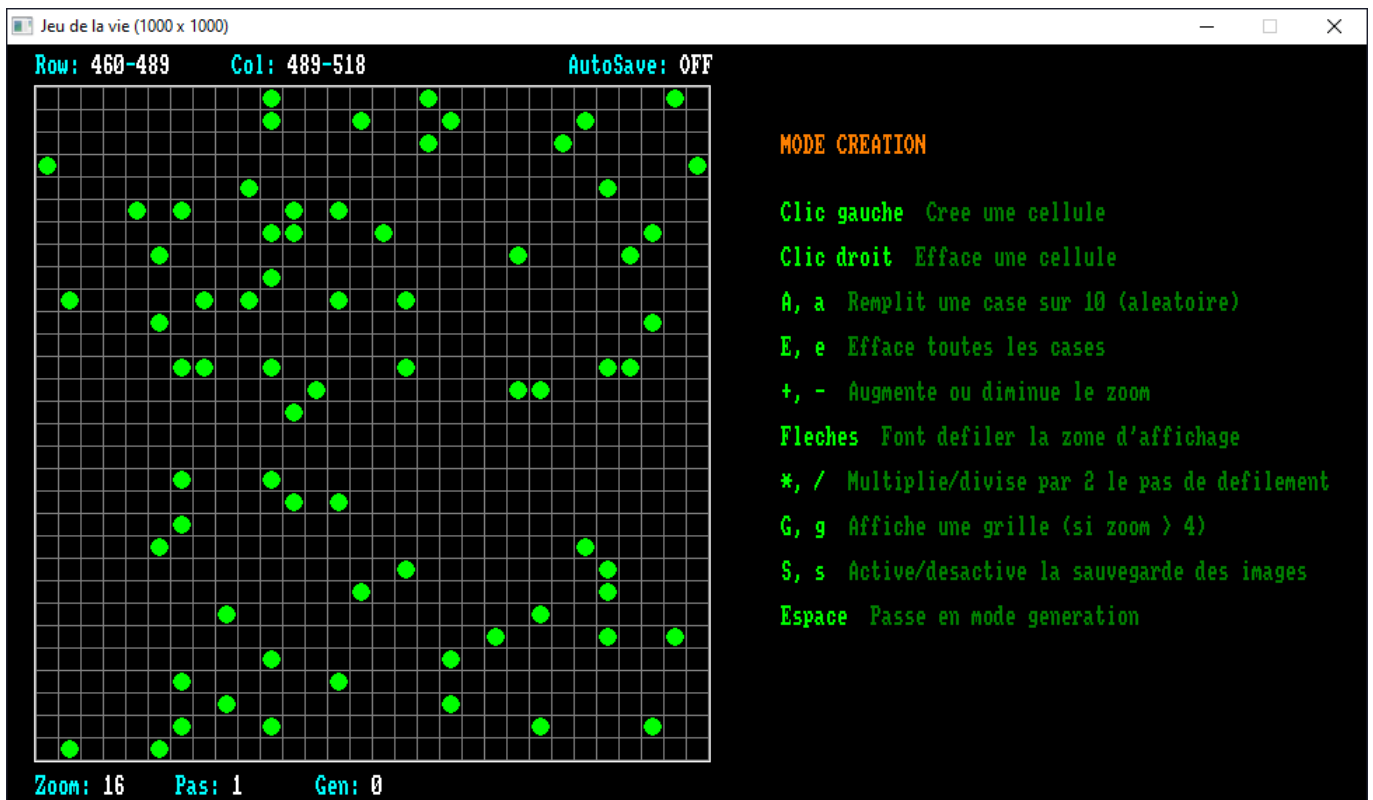 Jeu de la vie (1000 x 1000)
Row: 460-489 Col: 489-518 AutoSave: OFF
MODE CREATION
Clic gauche Cree une cellule
Clic droit Efface une cellule
A, a Remplit une case sur 10 (aleatoire)
E, e Efface toutes les cases
+, - Augmente ou diminue le zoom
Fleches Font defiler la zone d'affichage
*, / Multiplie/divise par 2 le pas de defilement
G, g Affiche une grille (si zoom > 4)
S, s Active/desactive la sauvegarde des images
Espace Passe en mode generation
Zoom: 16 Pas: 1 Gen: 0